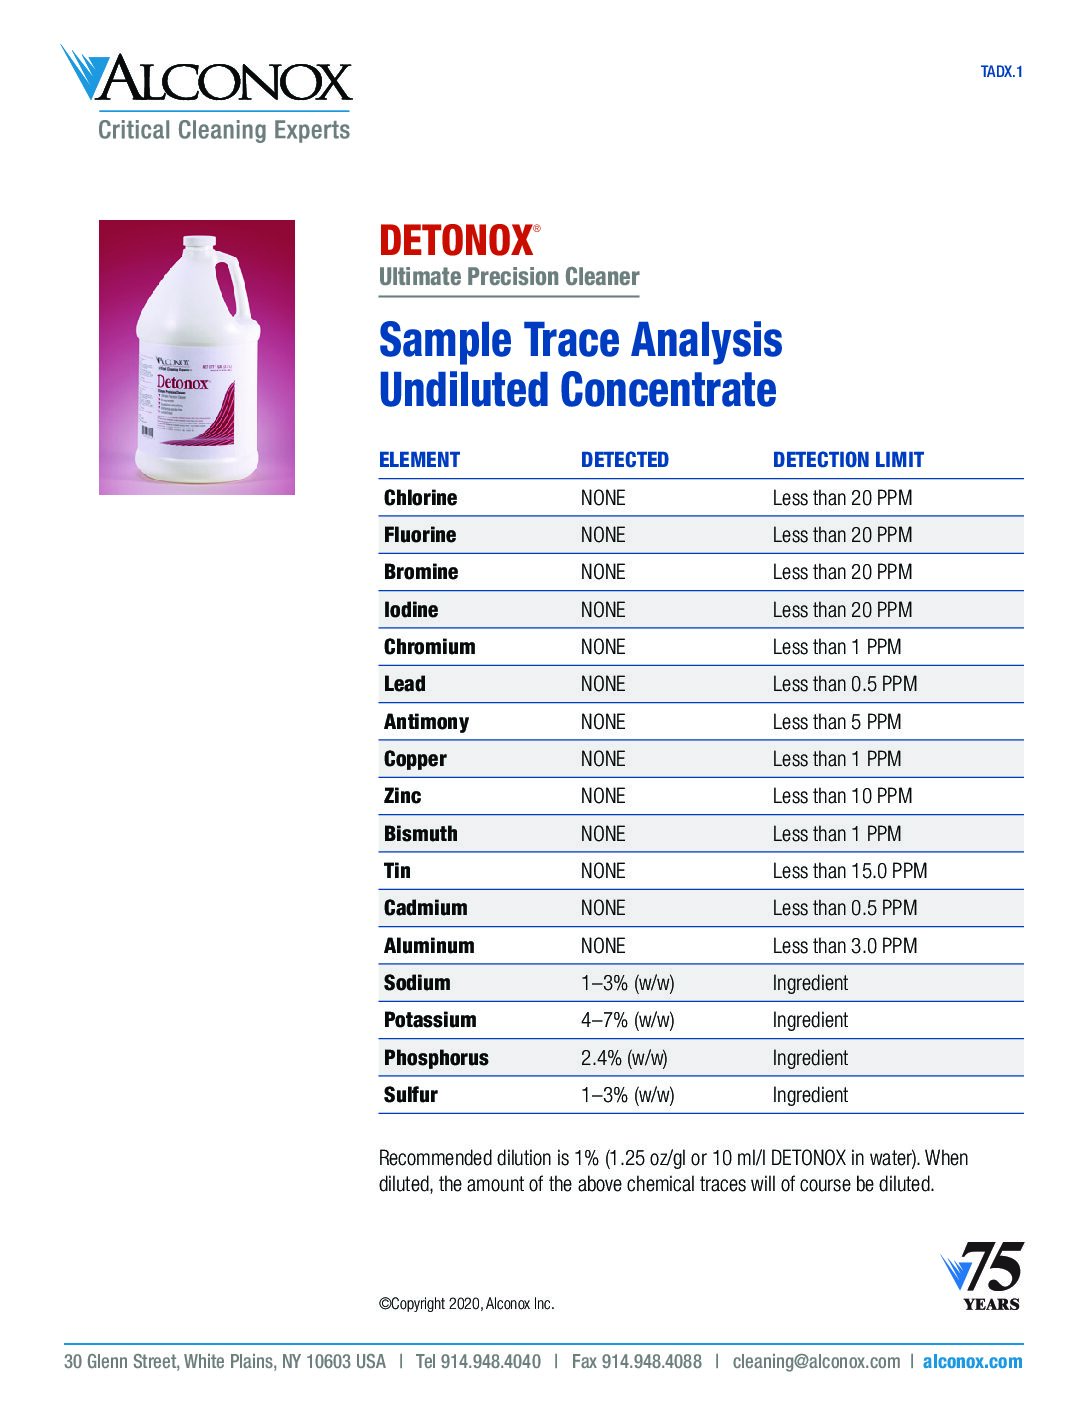 ALCONOX
Critical Cleaning Experts
TADX.1
DETONOX®
Ultimate Precision Cleaner
Sample Trace Analysis
Undiluted Concentrate
Detonox
ELEMENT DETECTED DETECTION LIMIT
Chlorine NONE Less than 20 PPM
Fluorine NONE Less than 20 PPM
Bromine NONE Less than 20 PPM
Iodine NONE Less than 20 PPM
Chromium NONE Less than 1 PPM
Lead NONE Less than 0.5 PPM
Antimony NONE Less than 5 PPM
Copper NONE Less than 1 PPM
Zinc NONE Less than 10 PPM
Bismuth NONE Less than 1 PPM
Tin NONE Less than 15.0 PPM
Cadmium NONE Less than 0.5 PPM
Aluminum NONE Less than 3.0 PPM
Sodium 1–3% (w/w) Ingredient
Potassium 4–7% (w/w) Ingredient
Phosphorus 2.4% (w/w) Ingredient
Sulfur 1–3% (w/w) Ingredient
Recommended dilution is 1% (1.25 oz/gl or 10 ml/l DETONOX in water). When
diluted, the amount of the above chemical traces will of course be diluted.
75
YEARS
©Copyright 2020, Alconox Inc.
30 Glenn Street, White Plains, NY 10603 USA | Tel 914.948.4040 | Fax 914.948.4088 | cleaning@alconox.com | alconox.com